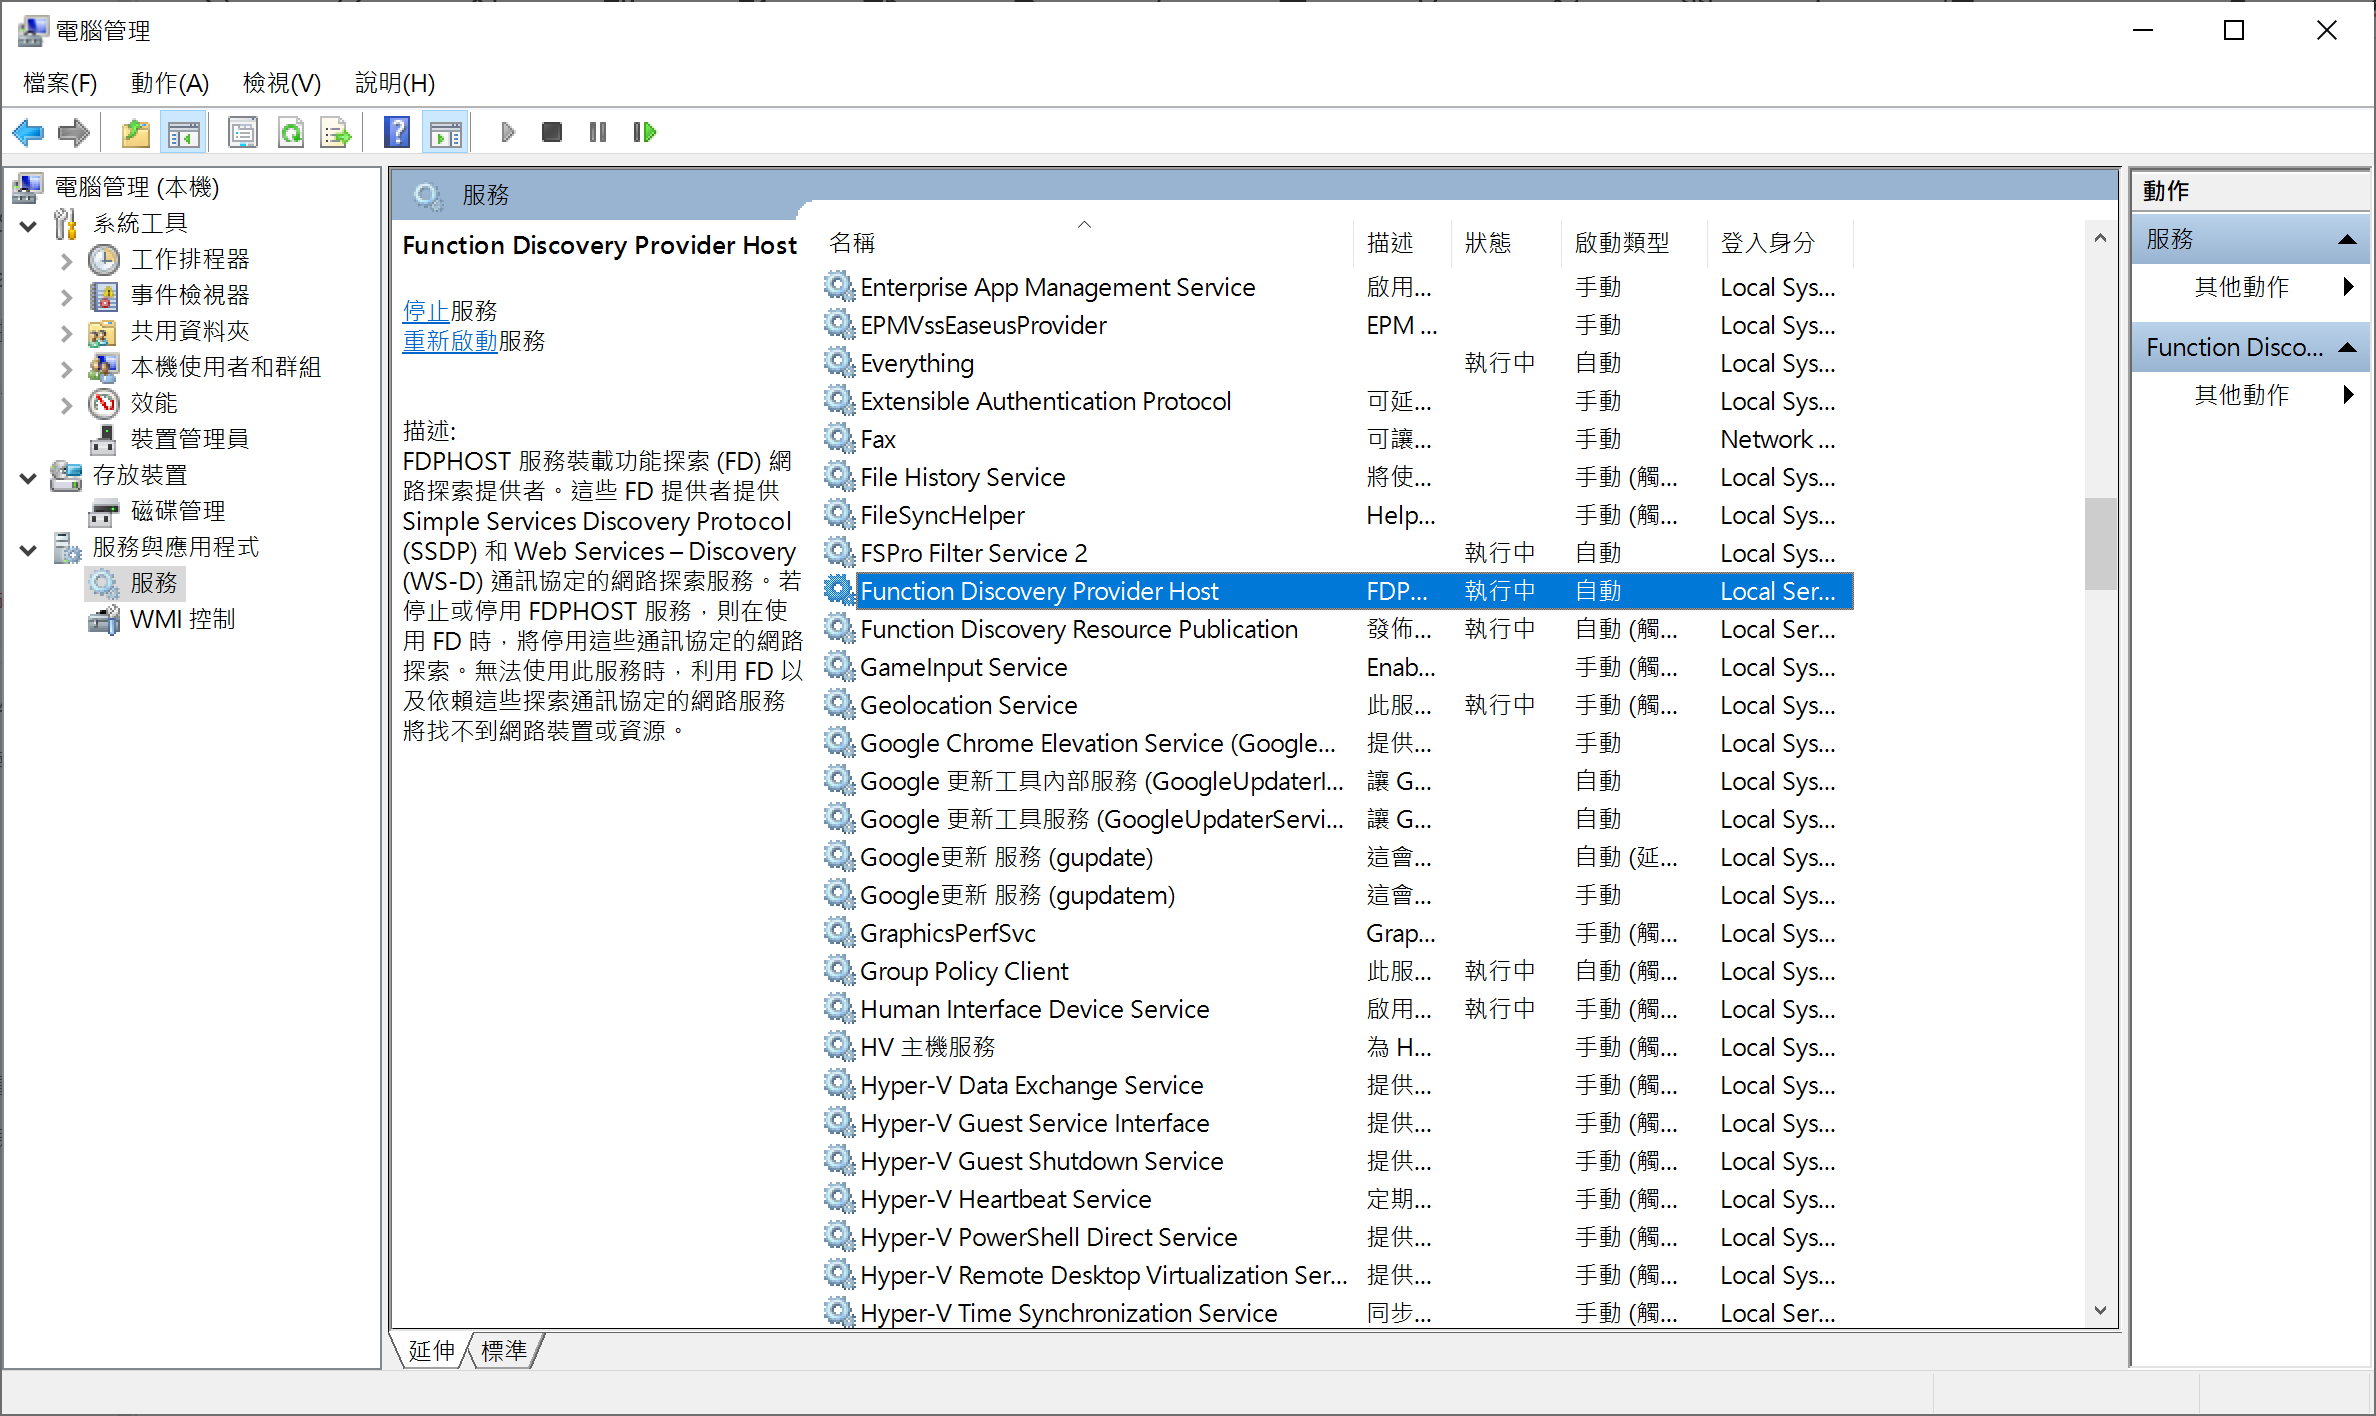 電腦管理
檔案(F) 動作(A) 檢視(V) 說明(H)
電腦管理 (本機)
系統工具
工作排程器
事件檢視器
共用資料夾
本機使用者和群組
效能
裝置管理員
存放裝置
磁碟管理
服務與應用程式
服務
WMI 控制
服務
Function Discovery Provider Host
停止服務
重新啟動服務
描述:
FDPHOST 服務裝載功能探索 (FD) 網
路探索提供者。這些 FD 提供者提供
Simple Services Discovery Protocol
(SSDP) 和 Web Services – Discovery
(WS-D) 通訊協定的網路探索服務。若
停止或停用 FDPHOST 服務，則在使
用 FD 時，將停用這些通訊協定的網路
探索。無法使用此服務時，利用 FD 以
及依賴這些探索通訊協定的網路服務
將找不到網路裝置或資源。
名稱 描述 狀態 啟動類型 登入身分
Enterprise App Management Service 啟用... 手動 Local Sys...
EPMVssEaseusProvider EPM ... 手動 Local Sys...
Everything 執行中 自動 Local Sys...
Extensible Authentication Protocol 可延... 手動 Local Sys...
Fax 可讓... 手動 Network ...
File History Service 將使... 手動 (觸... Local Sys...
FileSyncHelper Help... 手動 (觸... Local Sys...
FSPro Filter Service 2 執行中 自動 Local Sys...
Function Discovery Provider Host FDP... 執行中 自動 Local Ser...
Function Discovery Resource Publication 發佈... 執行中 自動 (觸... Local Ser...
GameInput Service Enab... 手動 (觸... Local Sys...
Geolocation Service 此服... 執行中 手動 (觸... Local Sys...
Google Chrome Elevation Service (Google... 提供... 手動 Local Sys...
Google 更新工具內部服務 (GoogleUpdaterI... 讓 G... 自動 Local Sys...
Google 更新工具服務 (GoogleUpdaterServi... 讓 G... 自動 Local Sys...
Google更新 服務 (gupdate) 這會... 自動 (延... Local Sys...
Google更新 服務 (gupdatem) 這會... 手動 Local Sys...
GraphicsPerfSvc Grap... 手動 (觸... Local Sys...
Group Policy Client 此服... 執行中 自動 (觸... Local Sys...
Human Interface Device Service 啟用... 執行中 手動 (觸... Local Sys...
HV 主機服務 為 H... 手動 (觸... Local Sys...
Hyper-V Data Exchange Service 提供... 手動 (觸... Local Sys...
Hyper-V Guest Service Interface 提供... 手動 (觸... Local Sys...
Hyper-V Guest Shutdown Service 提供... 手動 (觸... Local Sys...
Hyper-V Heartbeat Service 定期... 手動 (觸... Local Sys...
Hyper-V PowerShell Direct Service 提供... 手動 (觸... Local Sys...
Hyper-V Remote Desktop Virtualization Ser... 提供... 手動 (觸... Local Sys...
Hyper-V Time Synchronization Service 同步... 手動 (觸... Local Ser...
延伸 標準
動作
服務
其他動作
Function Disco...
其他動作